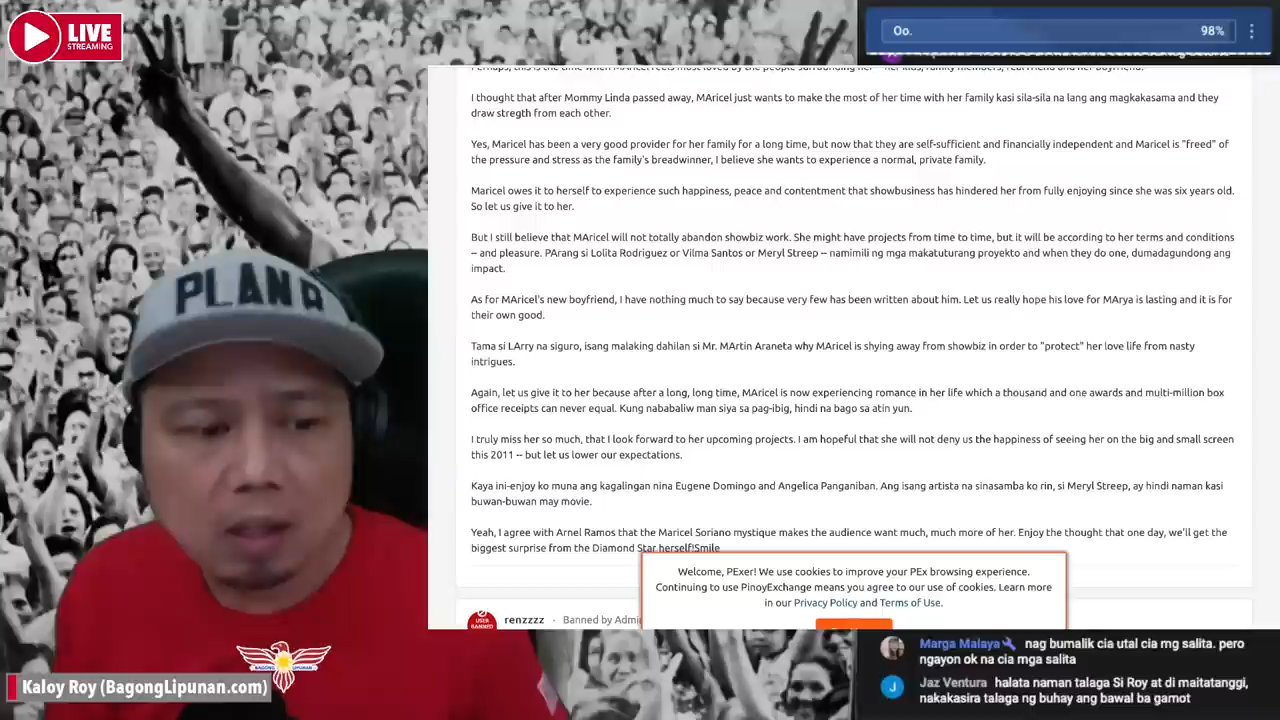 LIVE
STREAMING
Oo. 98%
I thought that after Mommy Linda passed away, MAricel just wants to make the most of her time with her family kasi sila-sila na lang ang magkakasama and they
draw stregth from each other.
Yes, Maricel has been a very good provider for her family for a long time, but now that they are self-sufficient and financially independent and Maricel is "freed" of
the pressure and stress as the family's breadwinner, I believe she wants to experience a normal, private family.
Maricel owes it to herself to experience such happiness, peace and contentment that showbusiness has hindered her from fully enjoying since she was six years old.
So let us give it to her.
But I still believe that MAricel will not totally abandon showbiz work. She might have projects from time to time, but it will be according to her terms and conditions
-- and pleasure. PArang si Lolita Rodriguez or Vilma Santos or Meryl Streep -- namimili ng mga makatuturang proyekto and when they do one, dumadagundong ang
impact.
As for MAricel's new boyfriend, I have nothing much to say because very few has been written about him. Let us really hope his love for MArya is lasting and it is for
their own good.
Tama si LArry na siguro, isang malaking dahilan si Mr. MArtin Araneta why MAricel is shying away from showbiz in order to "protect" her love life from nasty
intrigues.
Again, let us give it to her because after a long, long time, MAricel is now experiencing romance in her life which a thousand and one awards and multi-million box
office receipts can never equal. Kung nababaliw man siya sa pag-ibig, hindi na bago sa atin yun.
I truly miss her so much, that I look forward to her upcoming projects. I am hopeful that she will not deny us the happiness of seeing her on the big and small screen
this 2011 -- but let us lower our expectations.
Kaya ini-enjoy ko muna ang kagalingan nina Eugene Domingo and Angelica Panganiban. Ang isang artista na sinasamba ko rin, si Meryl Streep, ay hindi naman kasi
buwan-buwan may movie.
Yeah, I agree with Arnel Ramos that the Maricel Soriano mystique makes the audience want much, much more of her. Enjoy the thought that one day, we'll get the
biggest surprise from the Diamond Star herself!Smile
Welcome, PExer! We use cookies to improve your PEx browsing experience.
Continuing to use PinoyExchange means you agree to our use of cookies. Learn more
in our Privacy Policy and Terms of Use.
USER
BANNED
renzzzz · Banned by Admi
PLAN B
BAGONG LIPUNAN
Kaloy Roy (BagongLipunan.com)
Marga Malaya nag bumalik cia utal cia mg salita. pero
ngayon ok na cia mga salita
J
Jaz Ventura halata naman talaga Si Roy at di maitatanggi,
nakakasira talaga ng buhay ang bawal ba gamot